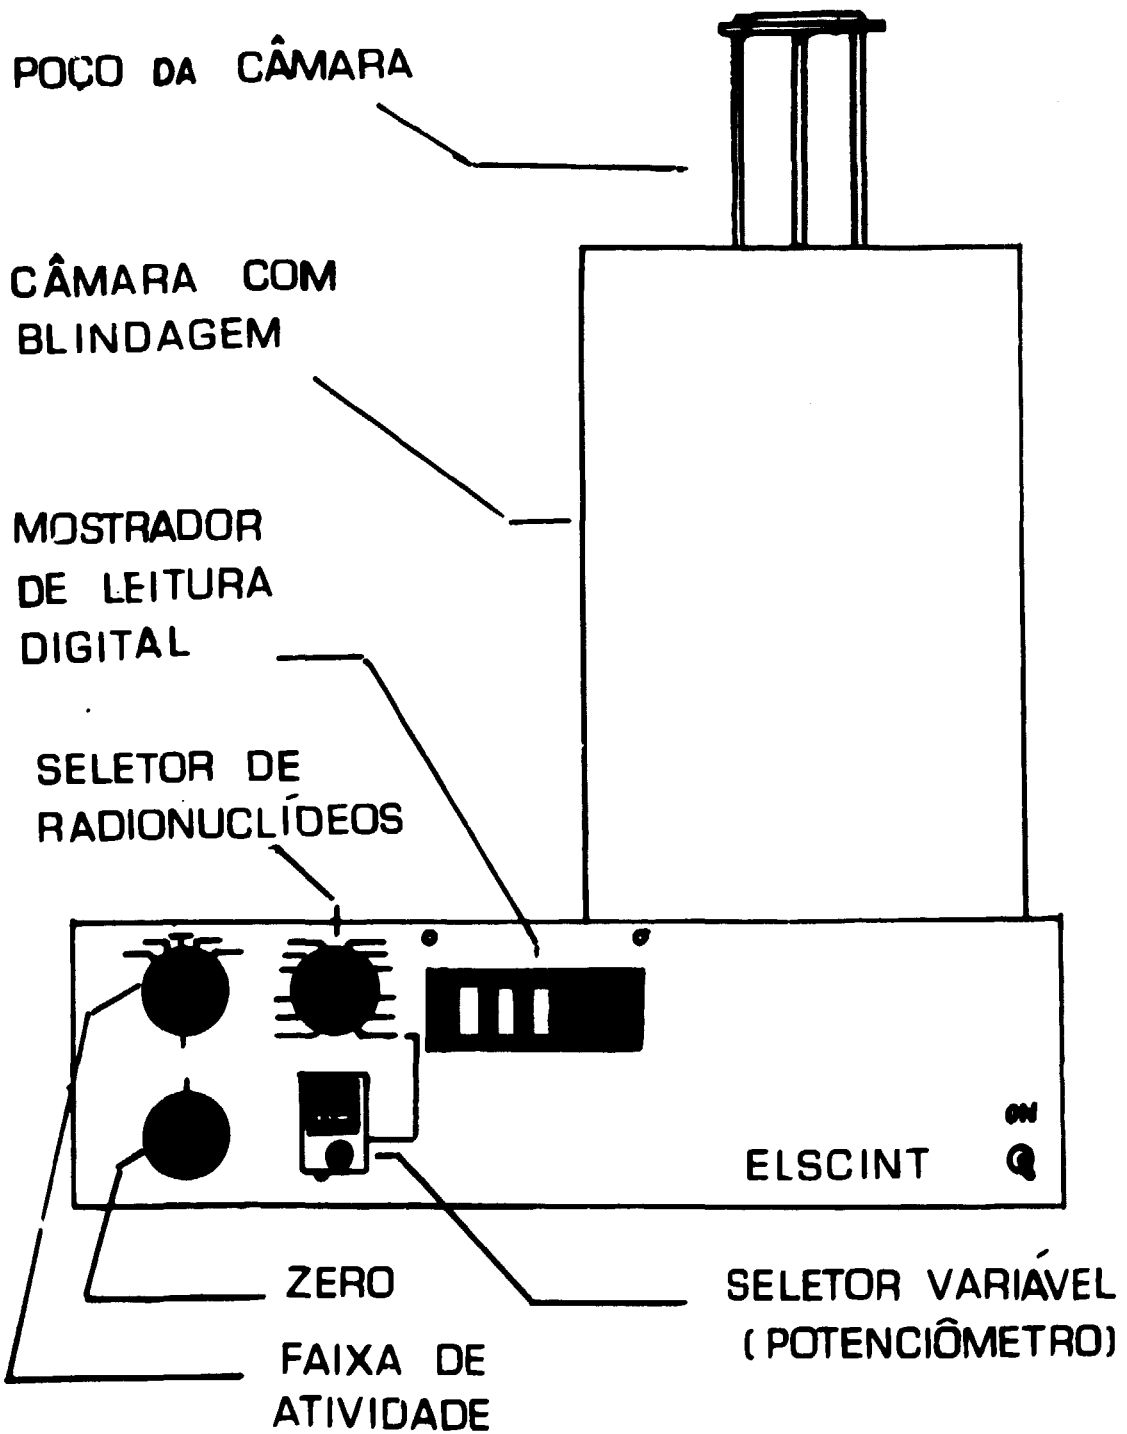 POÇO DA CÂMARA
CÂMARA COM
BLINDAGEM
MOSTRADOR
DE LEITURA
DIGITAL
SELETOR DE
RADIONUCLÍDEOS
ON
ELSCINT
ZERO
SELETOR VARIÁVEL
(POTENCIÔMETRO)
FAIXA DE
ATIVIDADE